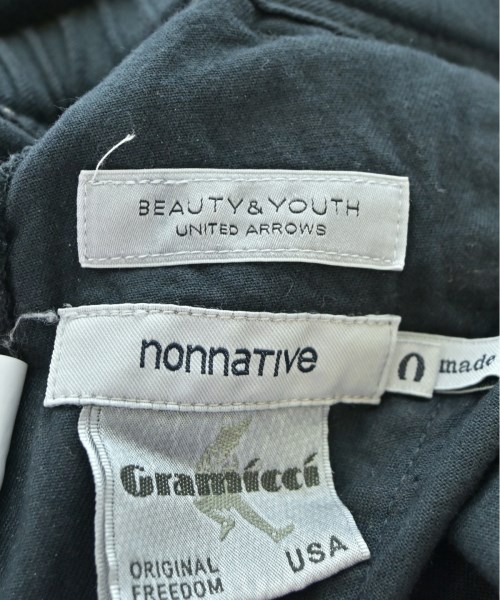 BEAUTY&YOUTH
UNITED ARROWS
nonnative
0 made
Gramicci
ORIGINAL
FREEDOM
USA